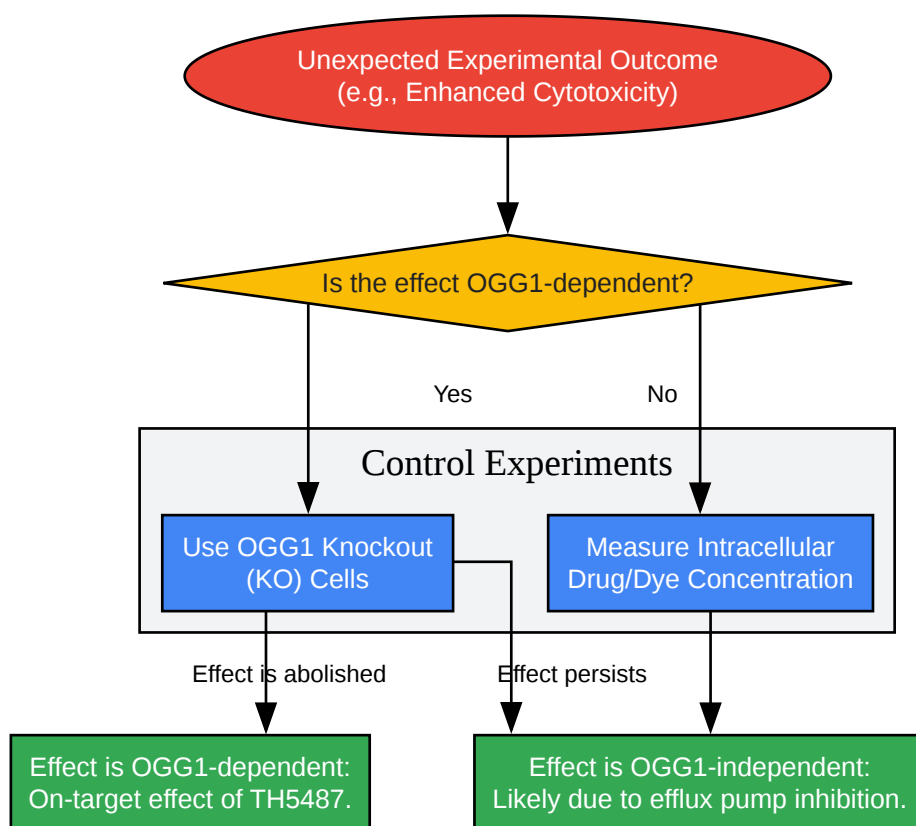 Unexpected Experimental Outcome
(e.g., Enhanced Cytotoxicity)
Is the effect OGG1-dependent?
Yes
No
Control Experiments
Use OGG1 Knockout
(KO) Cells
Measure Intracellular
Drug/Dye Concentration
Effect is abolished
Effect persists
Effect is OGG1-dependent:
On-target effect of TH5487.
Effect is OGG1-independent:
Likely due to efflux pump inhibition.